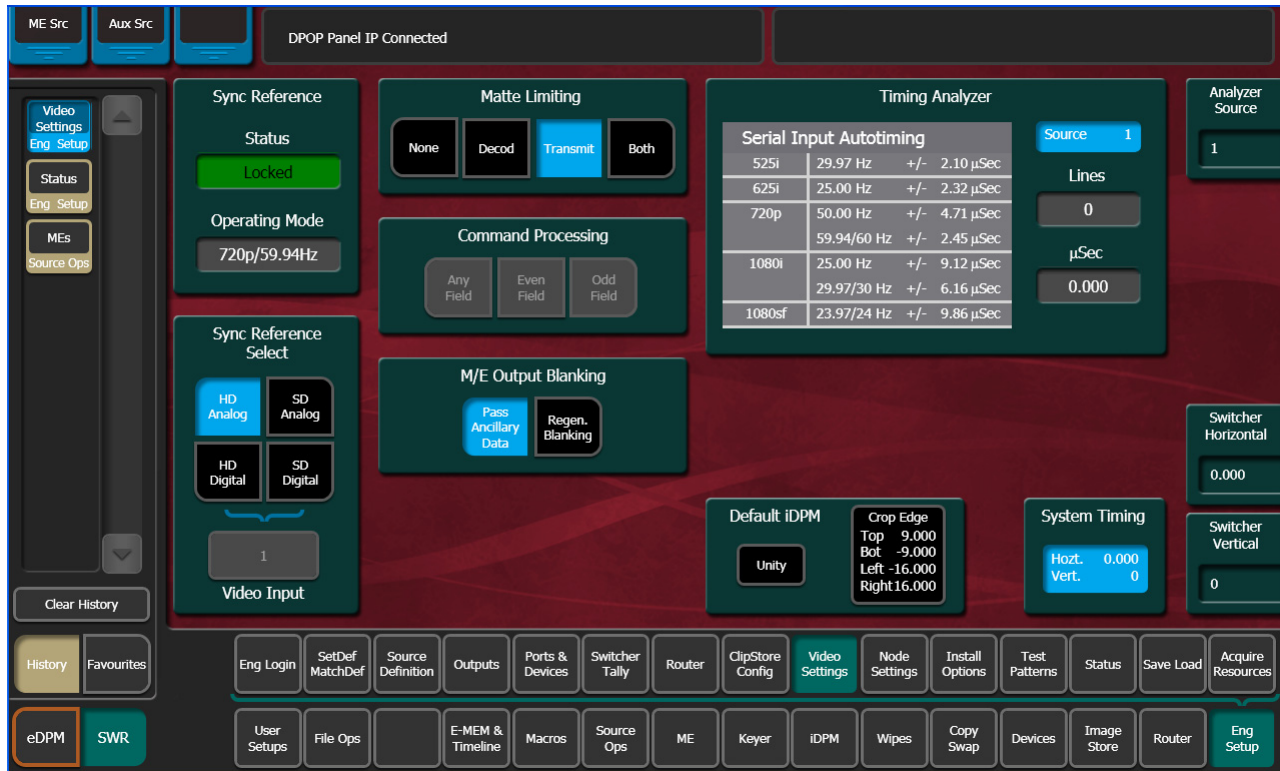 ME Src
Aux Src
DPOP Panel IP Connected
Video
Settings
Eng Setup
Status
Eng Setup
MEs
Source Ops
Clear History
History
Favourites
eDPM
SWR
Sync Reference
Status
Locked
Operating Mode
720p/59.94Hz
Sync Reference
Select
HD
Analog
SD
Analog
HD
Digital
SD
Digital
1
Video Input
Matte Limiting
None
Decod
Transmit
Both
Command Processing
Any
Field
Even
Field
Odd
Field
M/E Output Blanking
Pass
Ancillary
Data
Regen.
Blanking
Timing Analyzer
Serial Input Autotiming
525i 29.97 Hz +/- 2.10 µSec
625i 25.00 Hz +/- 2.32 µSec
720p 50.00 Hz +/- 4.71 µSec
59.94/60 Hz +/- 2.45 µSec
1080i 25.00 Hz +/- 9.12 µSec
29.97/30 Hz +/- 6.16 µSec
1080sf 23.97/24 Hz +/- 9.86 µSec
Source 1
Lines
0
µSec
0.000
Analyzer
Source
1
Switcher
Horizontal
0.000
Switcher
Vertical
0
Default iDPM
Unity
Crop Edge
Top 9.000
Bot -9.000
Left -16.000
Right 16.000
System Timing
Hozt. 0.000
Vert. 0
Eng Login
SetDef
MatchDef
Source
Definition
Outputs
Ports &
Devices
Switcher
Tally
Router
ClipStore
Config
Video
Settings
Node
Settings
Install
Options
Test
Patterns
Status
Save Load
Acquire
Resources
User
Setups
File Ops
E-MEM &
Timeline
Macros
Source
Ops
ME
Keyer
iDPM
Wipes
Copy
Swap
Devices
Image
Store
Router
Eng
Setup